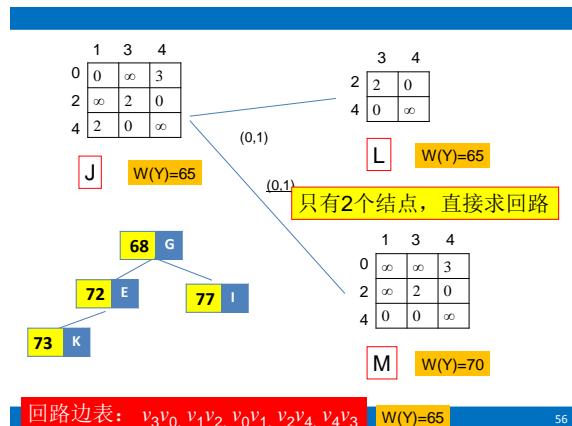 1 3 4
0 0 ∞ 3
2 ∞ 2 0
4 2 0 ∞
J W(Y)=65
3 4
2 2 0
4 0 ∞
L W(Y)=65
(0,1)
(0,1)
只有2个结点，直接求回路
1 3 4
0 ∞ ∞ 3
2 ∞ 2 0
4 0 0 ∞
M W(Y)=70
68 G
72 E
77 I
73 K
回路边表： v₃v₀, v₁v₂, v₀v₁, v₂v₄, v₄v₃ W(Y)=65
56